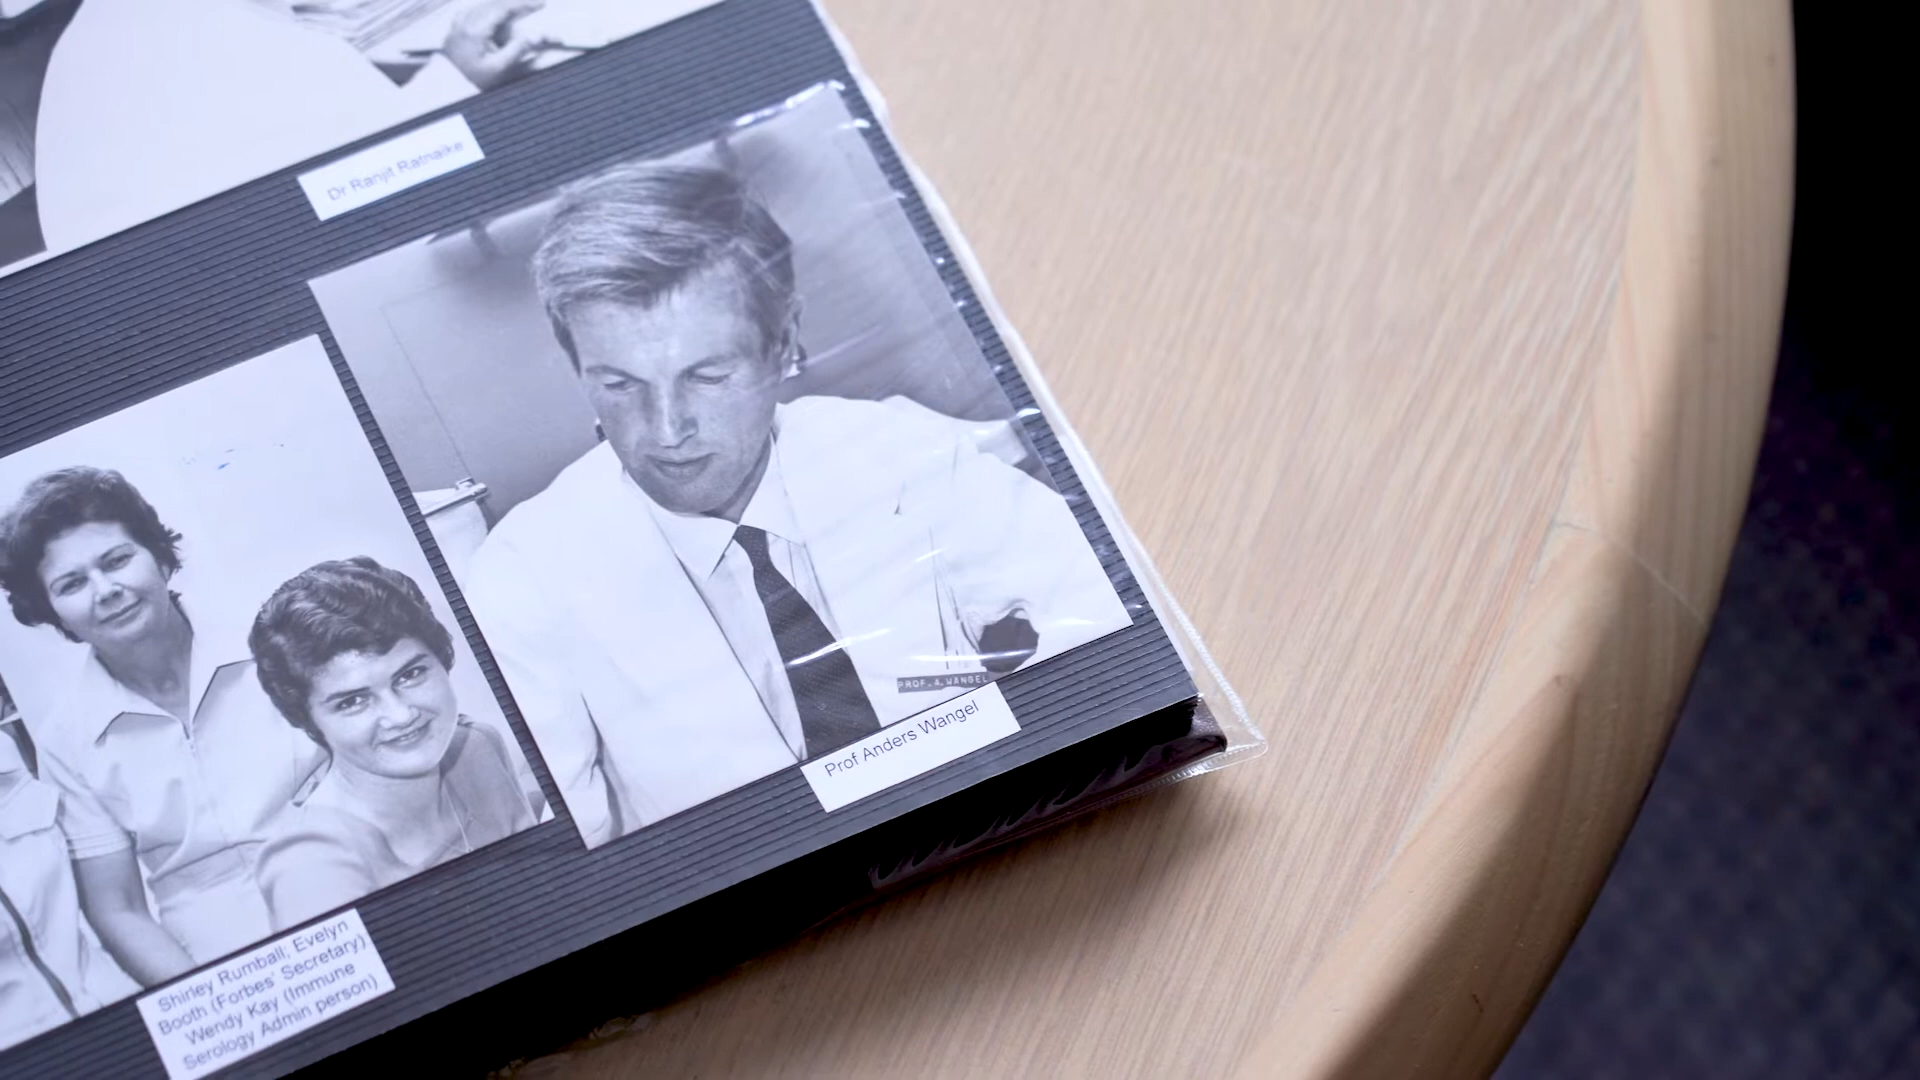 Dr Ranjit Ratnaike
PROF. A. WANGEL
Prof Anders Wangel
Shirley Rumball; Evelyn
Booth (Forbes' Secretary)
Wendy Kay (Immune
Serology Admin person)